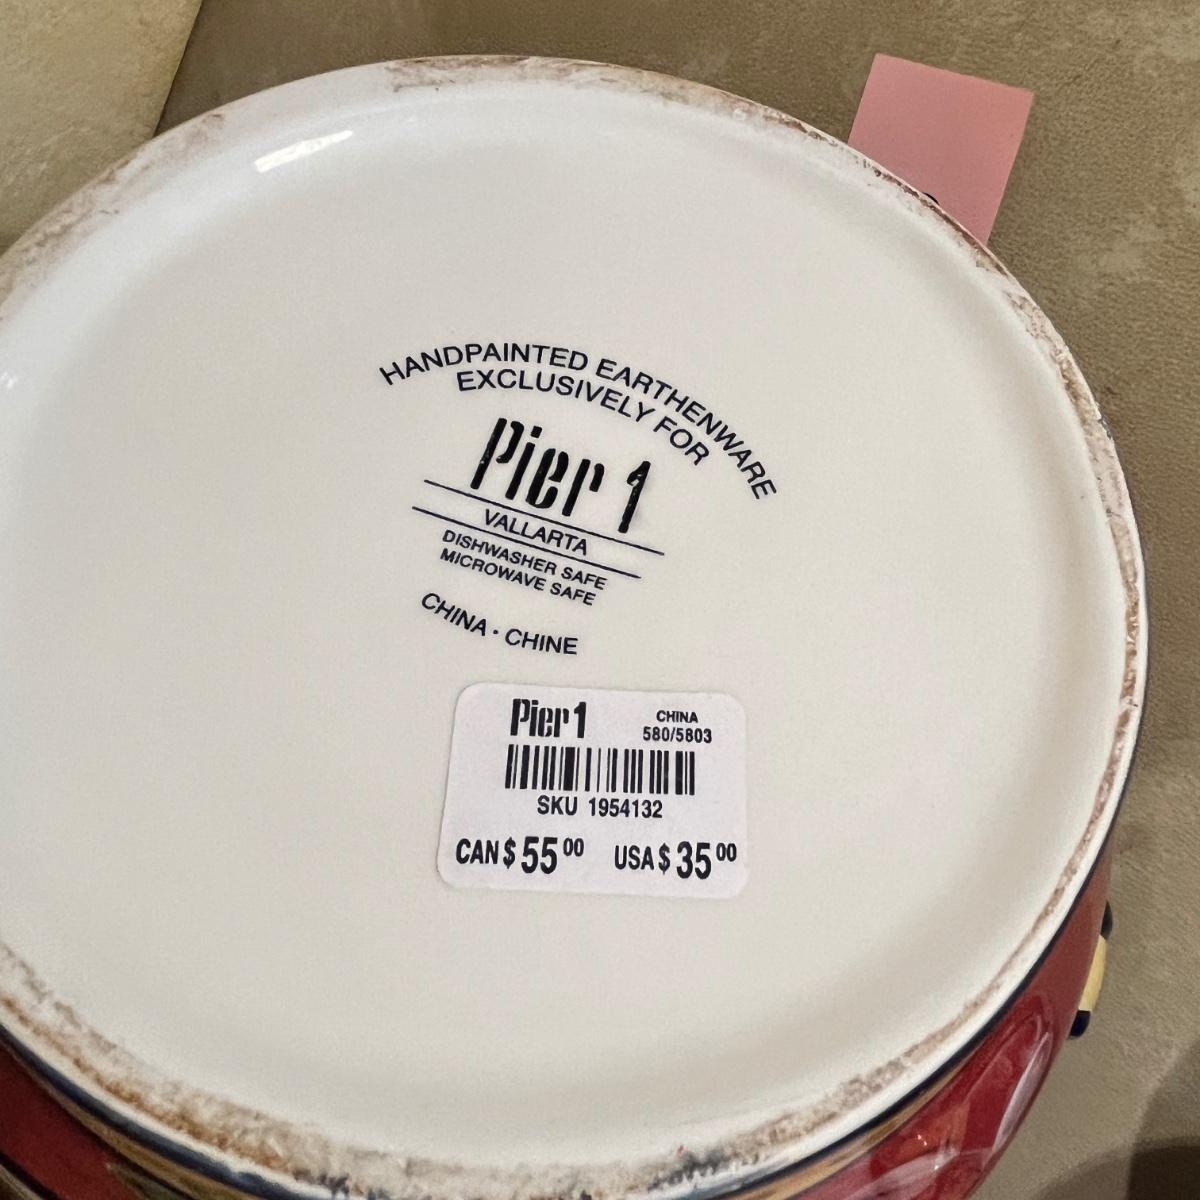 HANDPAINTED EARTHENWARE
EXCLUSIVELY FOR
Pier 1
VALLARTA
DISHWASHER SAFE
MICROWAVE SAFE
CHINA · CHINE
Pier 1 CHINA
580/5803
SKU 1954132
CAN $ 55 00 USA $ 35 00